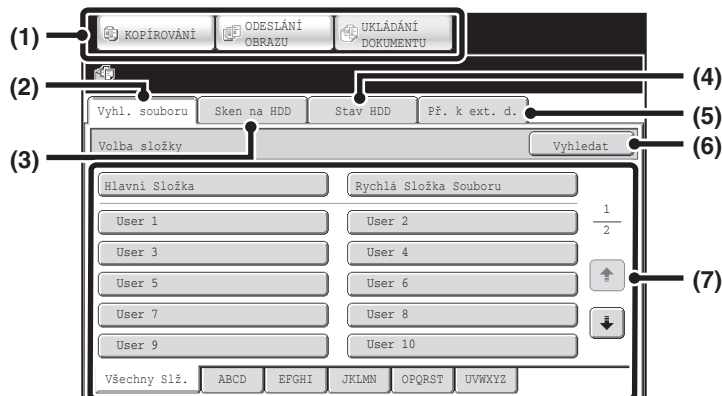 (1)
KOPÍROVÁNÍ
ODESLÁNÍ
OBRAZU
UKLÁDÁNÍ
DOKUMENTU
(2)
(4)
Vyhl. souboru
Sken na HDD
Stav HDD
Př. k ext. d.
(5)
(3)
Volba složky
Vyhledat
(6)
Hlavní Složka
Rychlá Složka Souboru
User 1
User 2
1
2
User 3
User 4
User 5
User 6
(7)
User 7
User 8
User 9
User 10
Všechny Slž.
ABCD
EFGHI
JKLMN
OPQRST
UVWXYZ